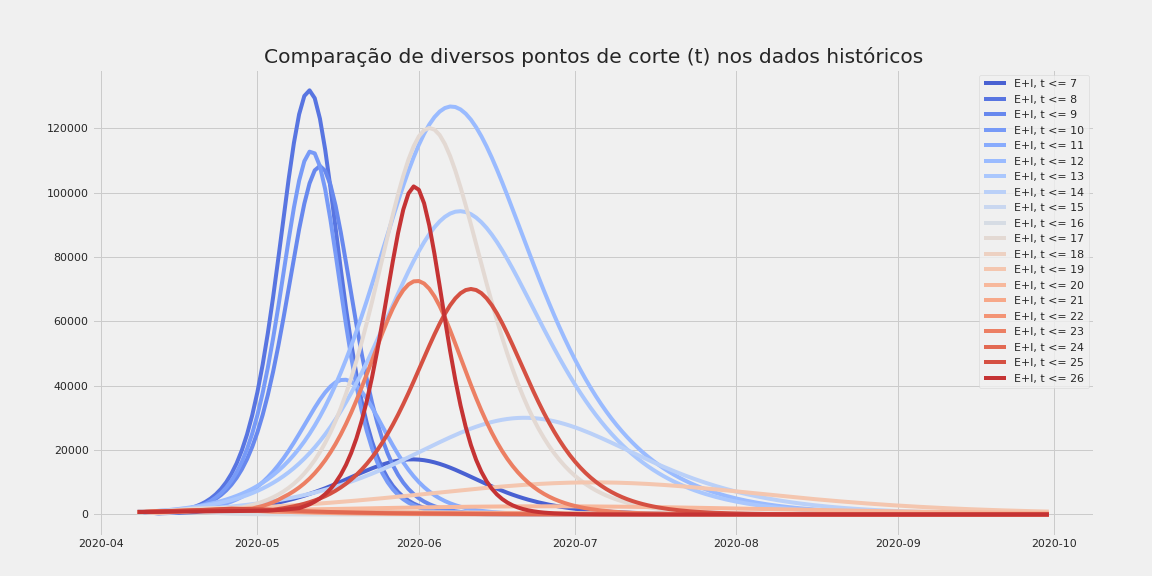 Comparação de diversos pontos de corte (t) nos dados históricos
E+I, t <= 7
E+I, t <= 8
E+I, t <= 9
E+I, t <= 10
E+I, t <= 11
E+I, t <= 12
E+I, t <= 13
E+I, t <= 14
E+I, t <= 15
E+I, t <= 16
E+I, t <= 17
E+I, t <= 18
E+I, t <= 19
E+I, t <= 20
E+I, t <= 21
E+I, t <= 22
E+I, t <= 23
E+I, t <= 24
E+I, t <= 25
E+I, t <= 26
120000
100000
80000
60000
40000
20000
0
2020-04 2020-05 2020-06 2020-07 2020-08 2020-09 2020-10